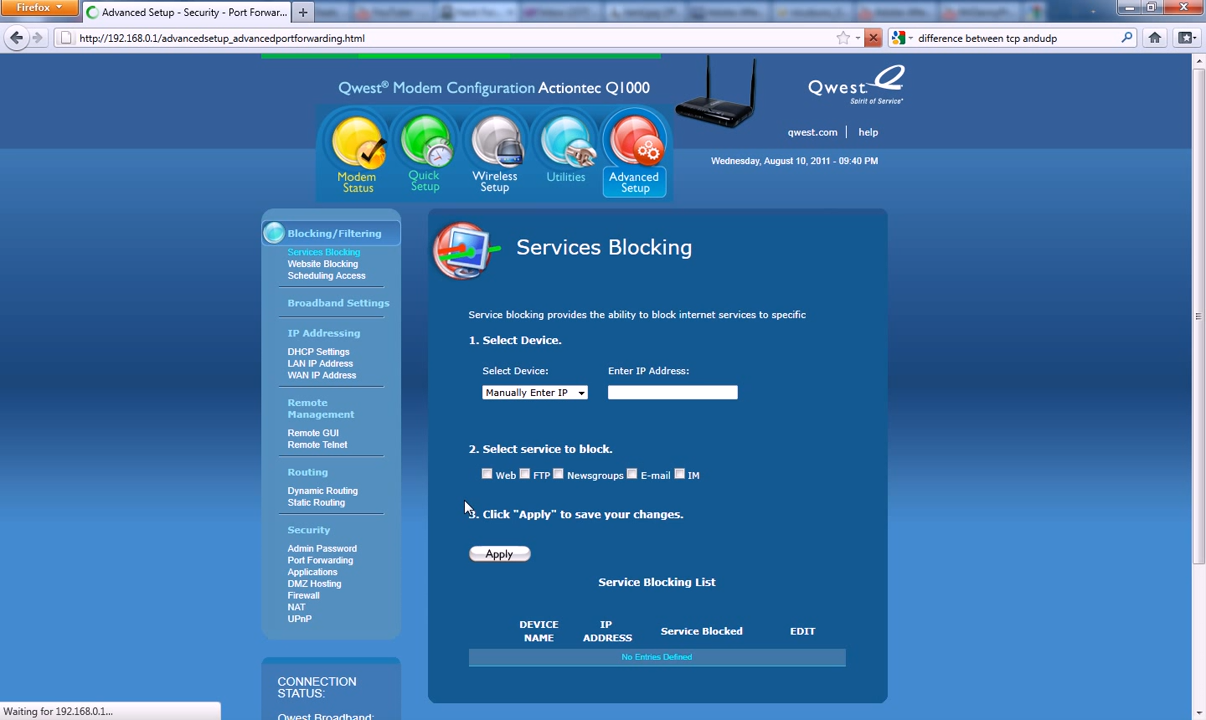 Firefox
Advanced Setup - Security - Port Forwar...
http://192.168.0.1/advancedsetup_advancedportforwarding.html
difference between tcp andudp
Qwest® Modem Configuration Actiontec Q1000
Qwest
Spirit of Service®
qwest.com
help
Wednesday, August 10, 2011 - 09:40 PM
Modem Status
Quick Setup
Wireless Setup
Utilities
Advanced Setup
Blocking/Filtering
Services Blocking
Website Blocking
Scheduling Access
Broadband Settings
IP Addressing
DHCP Settings
LAN IP Address
WAN IP Address
Remote
Management
Remote GUI
Remote Telnet
Routing
Dynamic Routing
Static Routing
Security
Admin Password
Port Forwarding
Applications
DMZ Hosting
Firewall
NAT
UPnP
CONNECTION
STATUS:
Qwest Broadband:
Services Blocking
Service blocking provides the ability to block internet services to specific
1. Select Device.
Select Device: Enter IP Address:
Manually Enter IP
2. Select service to block.
Web FTP Newsgroups E-mail IM
3. Click "Apply" to save your changes.
Apply
Service Blocking List
DEVICE NAME IP ADDRESS Service Blocked EDIT
No Entries Defined
Waiting for 192.168.0.1...